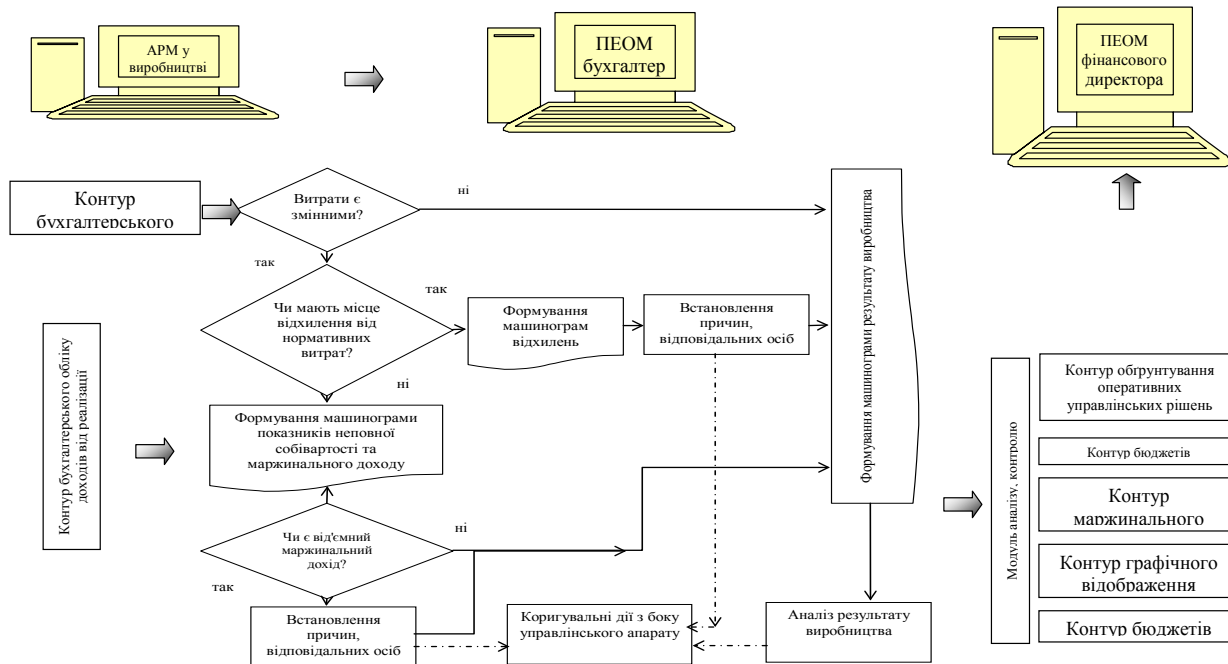 АРМ у
виробництві
ПЕОМ
бухгалтер
ПЕОМ
фінансового
директора
Контур
бухгалтерського
Витрати є
змінними?
ні
так
Чи мають місце
відхилення від
нормативних
витрат?
так
Формування
машинограм
відхилень
Встановлення
причин,
відповідальних осіб
Формування машинограми результату виробництва
ні
Контур бухгалтерського обліку
доходів від реалізації
Формування машинограми
показників неповної
собівартості та
маржинального доходу
Чи є від'ємний
маржинальний
дохід?
ні
так
Встановлення
причин,
відповідальних осіб
Коригувальні дії з боку
управлінського апарату
Аналіз результату
виробництва
Модуль аналізу, контролю
Контур обґрунтування
оперативних
управлінських рішень
Контур бюджетів
Контур
маржинального
Контур графічного
відображення
Контур бюджетів